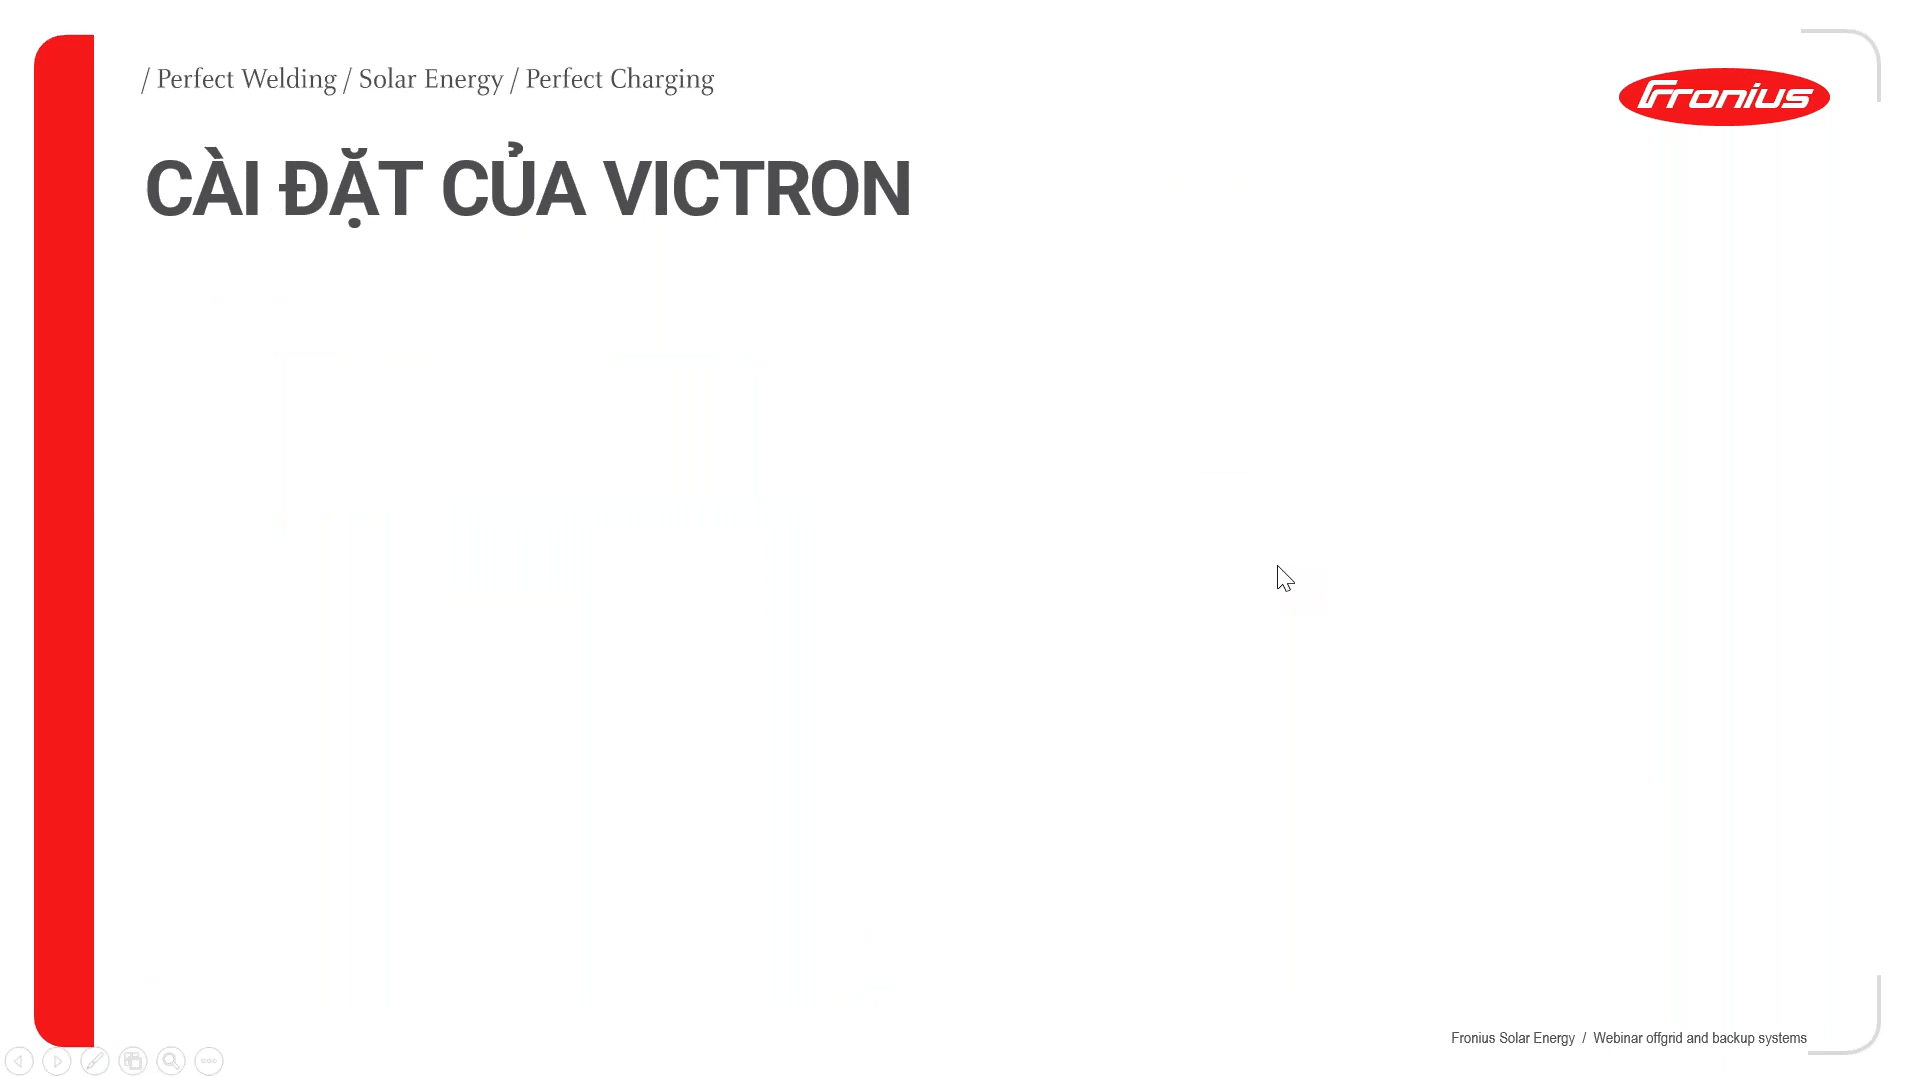 / Perfect Welding / Solar Energy / Perfect Charging
Fronius
CÀI ĐẶT CỦA VICTRON
Fronius Solar Energy / Webinar offgrid and backup systems